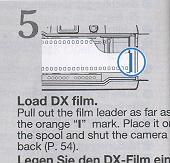 5
Load DX film.
Pull out the film leader as far as
the orange "❙" mark. Place it on
the spool and shut the camera
back (P. 54).
Legen Sie den DX-Film ein